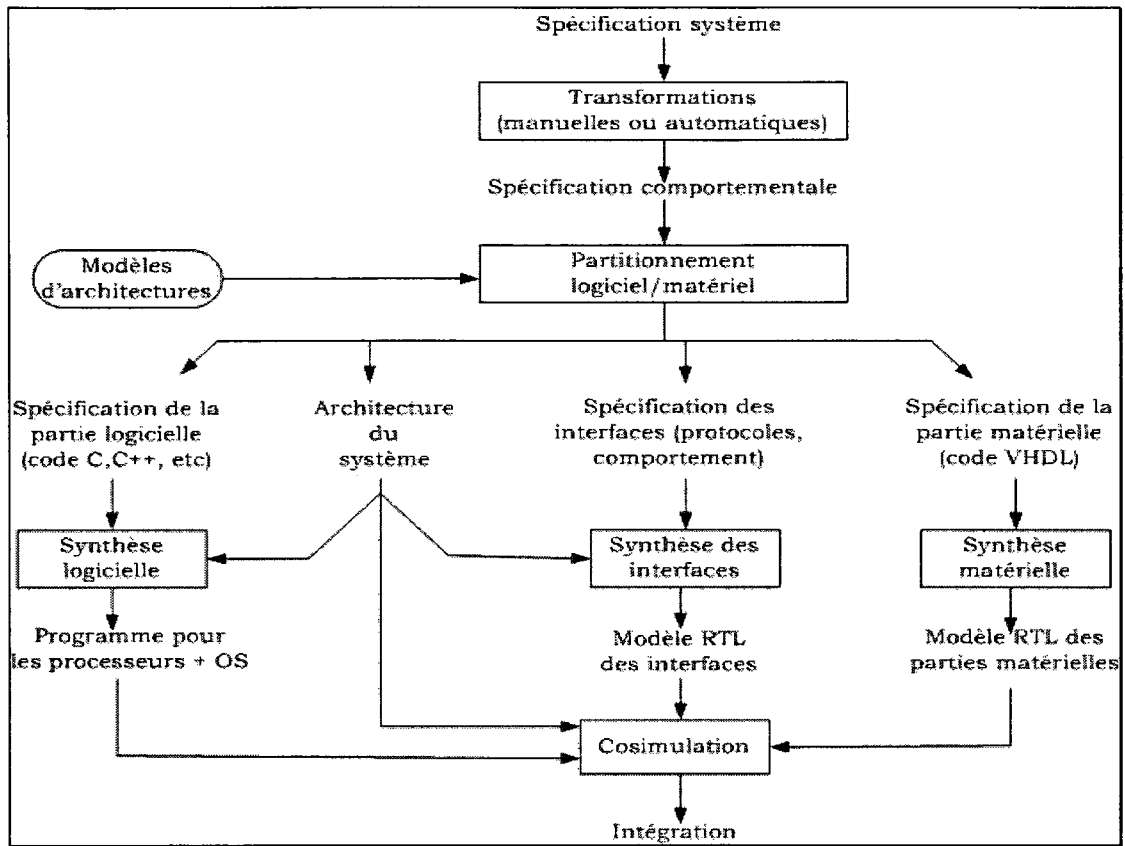 Spécification système
Transformations
(manuelles ou automatiques)
Spécification comportementale
Modèles
d'architectures
Partitionnement
logiciel/matériel
Spécification de la
partie logicielle
(code C,C++, etc)
Architecture
du
système
Spécification des
interfaces (protocoles,
comportement)
Spécification de la
partie matérielle
(code VHDL)
Synthèse
logicielle
Synthèse des
interfaces
Synthèse
matérielle
Programme pour
les processeurs + OS
Modèle RTL
des interfaces
Modèle RTL des
parties matérielles
Cosimulation
Intégration